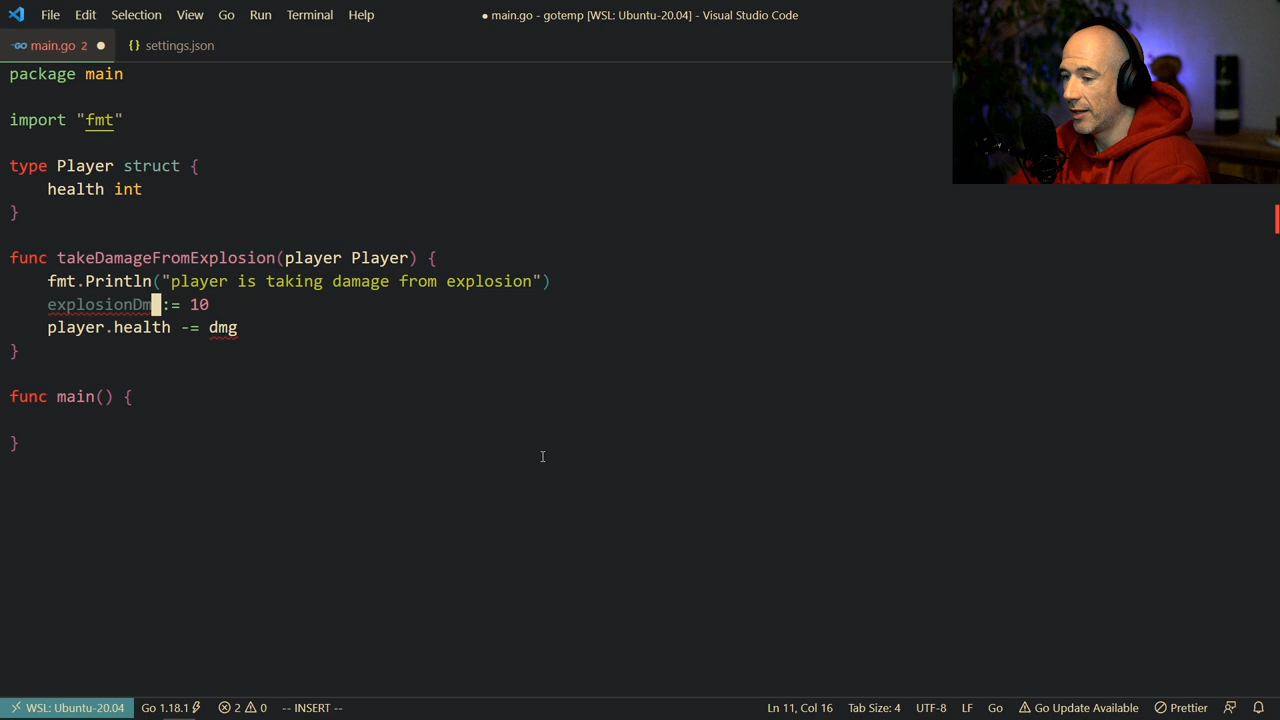 File Edit Selection View Go Run Terminal Help
● main.go - gotemp [WSL: Ubuntu-20.04] - Visual Studio Code
main.go 2 ●
{} settings.json
package main
import "fmt"
type Player struct {
health int
}
func takeDamageFromExplosion(player Player) {
fmt.Println("player is taking damage from explosion")
explosionDm := 10
player.health -= dmg
}
func main() {
}
WSL: Ubuntu-20.04 Go 1.18.1 2 0 -- INSERT -- Ln 11, Col 16 Tab Size: 4 UTF-8 LF Go Go Update Available Prettier